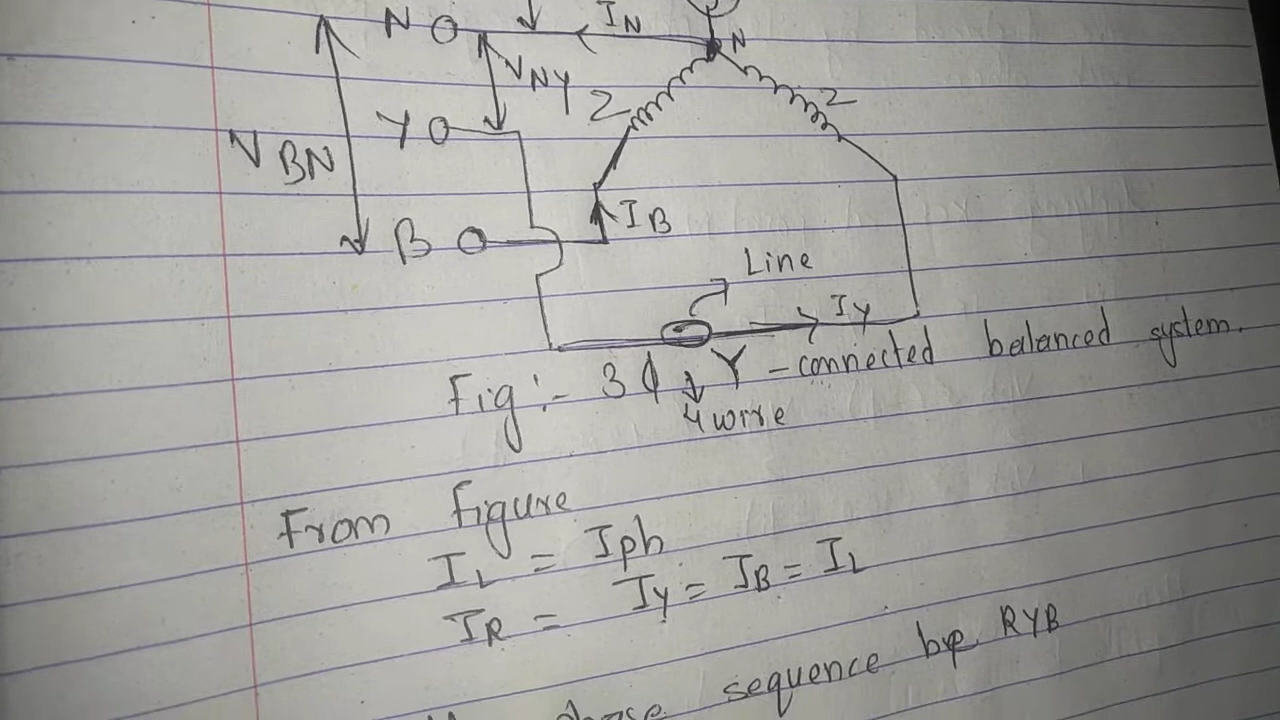 N I_N N
V_NY Z Z
Y
V_BN
B I_B
Line
I_Y
Fig :- 3 ϕ Y - connected balanced system.
4 wire
From figure
I_L = Iph
I_R = I_Y = I_B = I_L
phase sequence be RYB